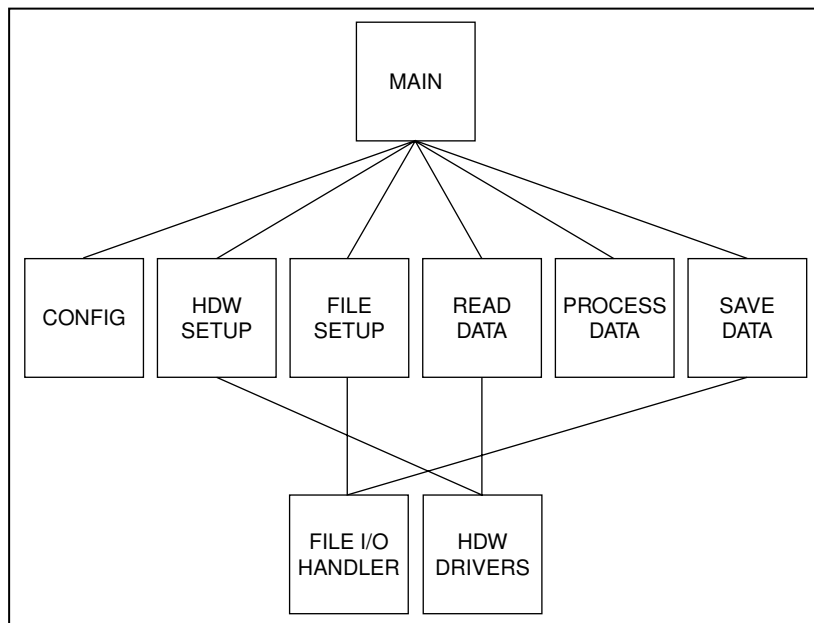 MAIN
CONFIG
HDW
SETUP
FILE
SETUP
READ
DATA
PROCESS
DATA
SAVE
DATA
FILE I/O
HANDLER
HDW
DRIVERS